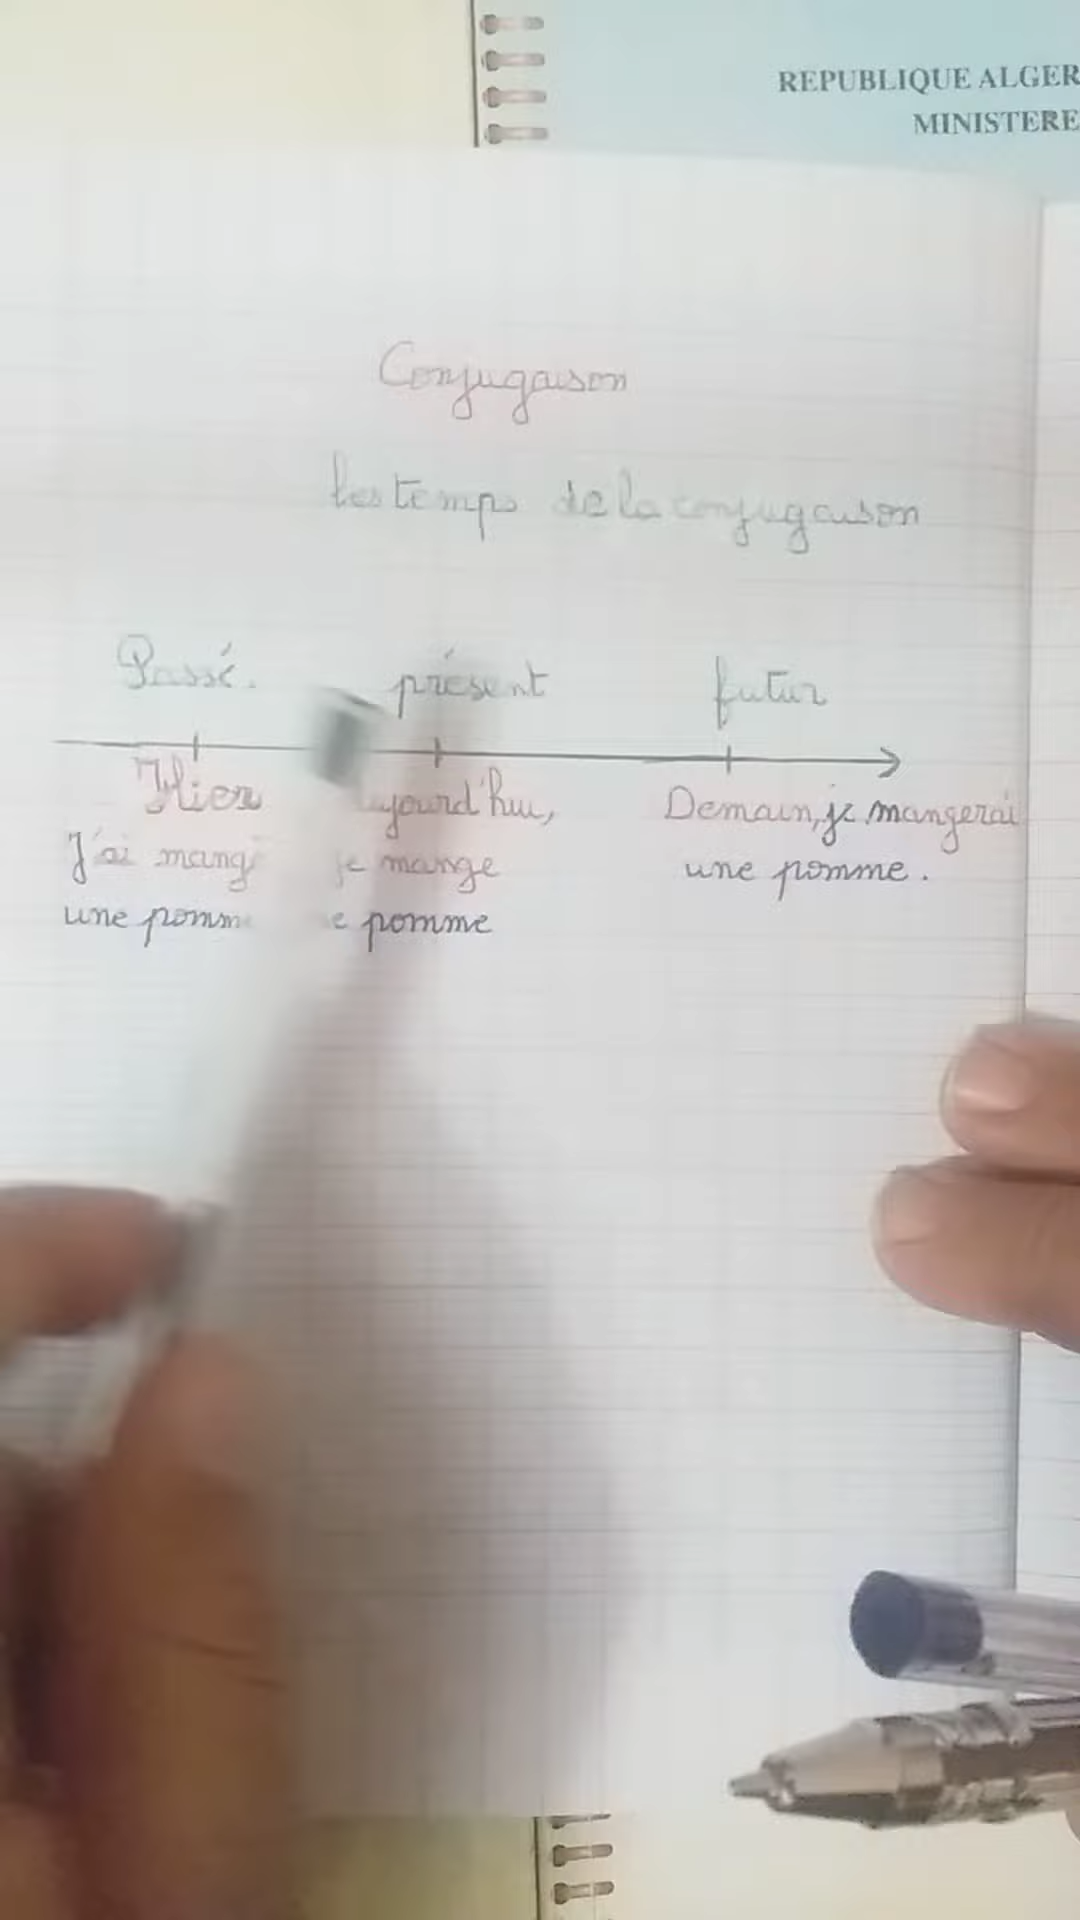 REPUBLIQUE ALGER
MINISTERE
Conjugaison
les temps de la conjugaison
Passé. présent futur
Hier
J'ai mangé
une pomm
jourd'hui,
je mange
e pomme
Demain, je mangerai
une pomme.